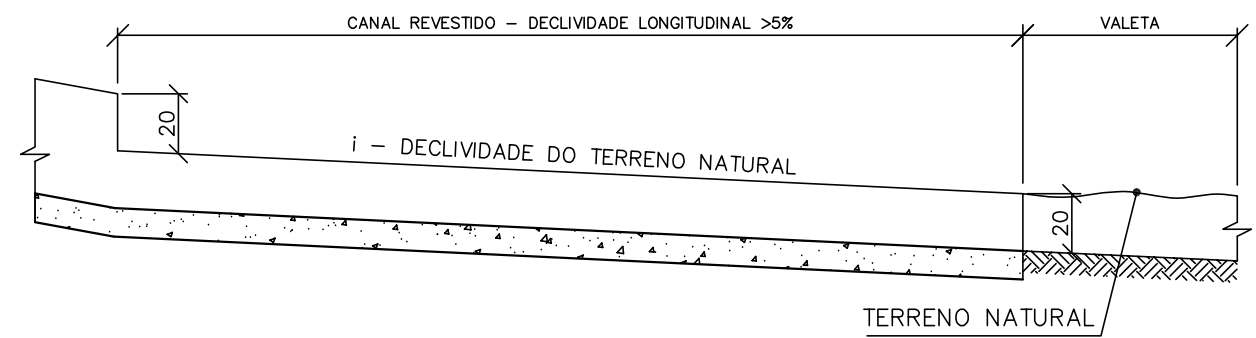 CANAL REVESTIDO – DECLIVIDADE LONGITUDINAL >5%
VALETA
20
i – DECLIVIDADE DO TERRENO NATURAL
20
TERRENO NATURAL